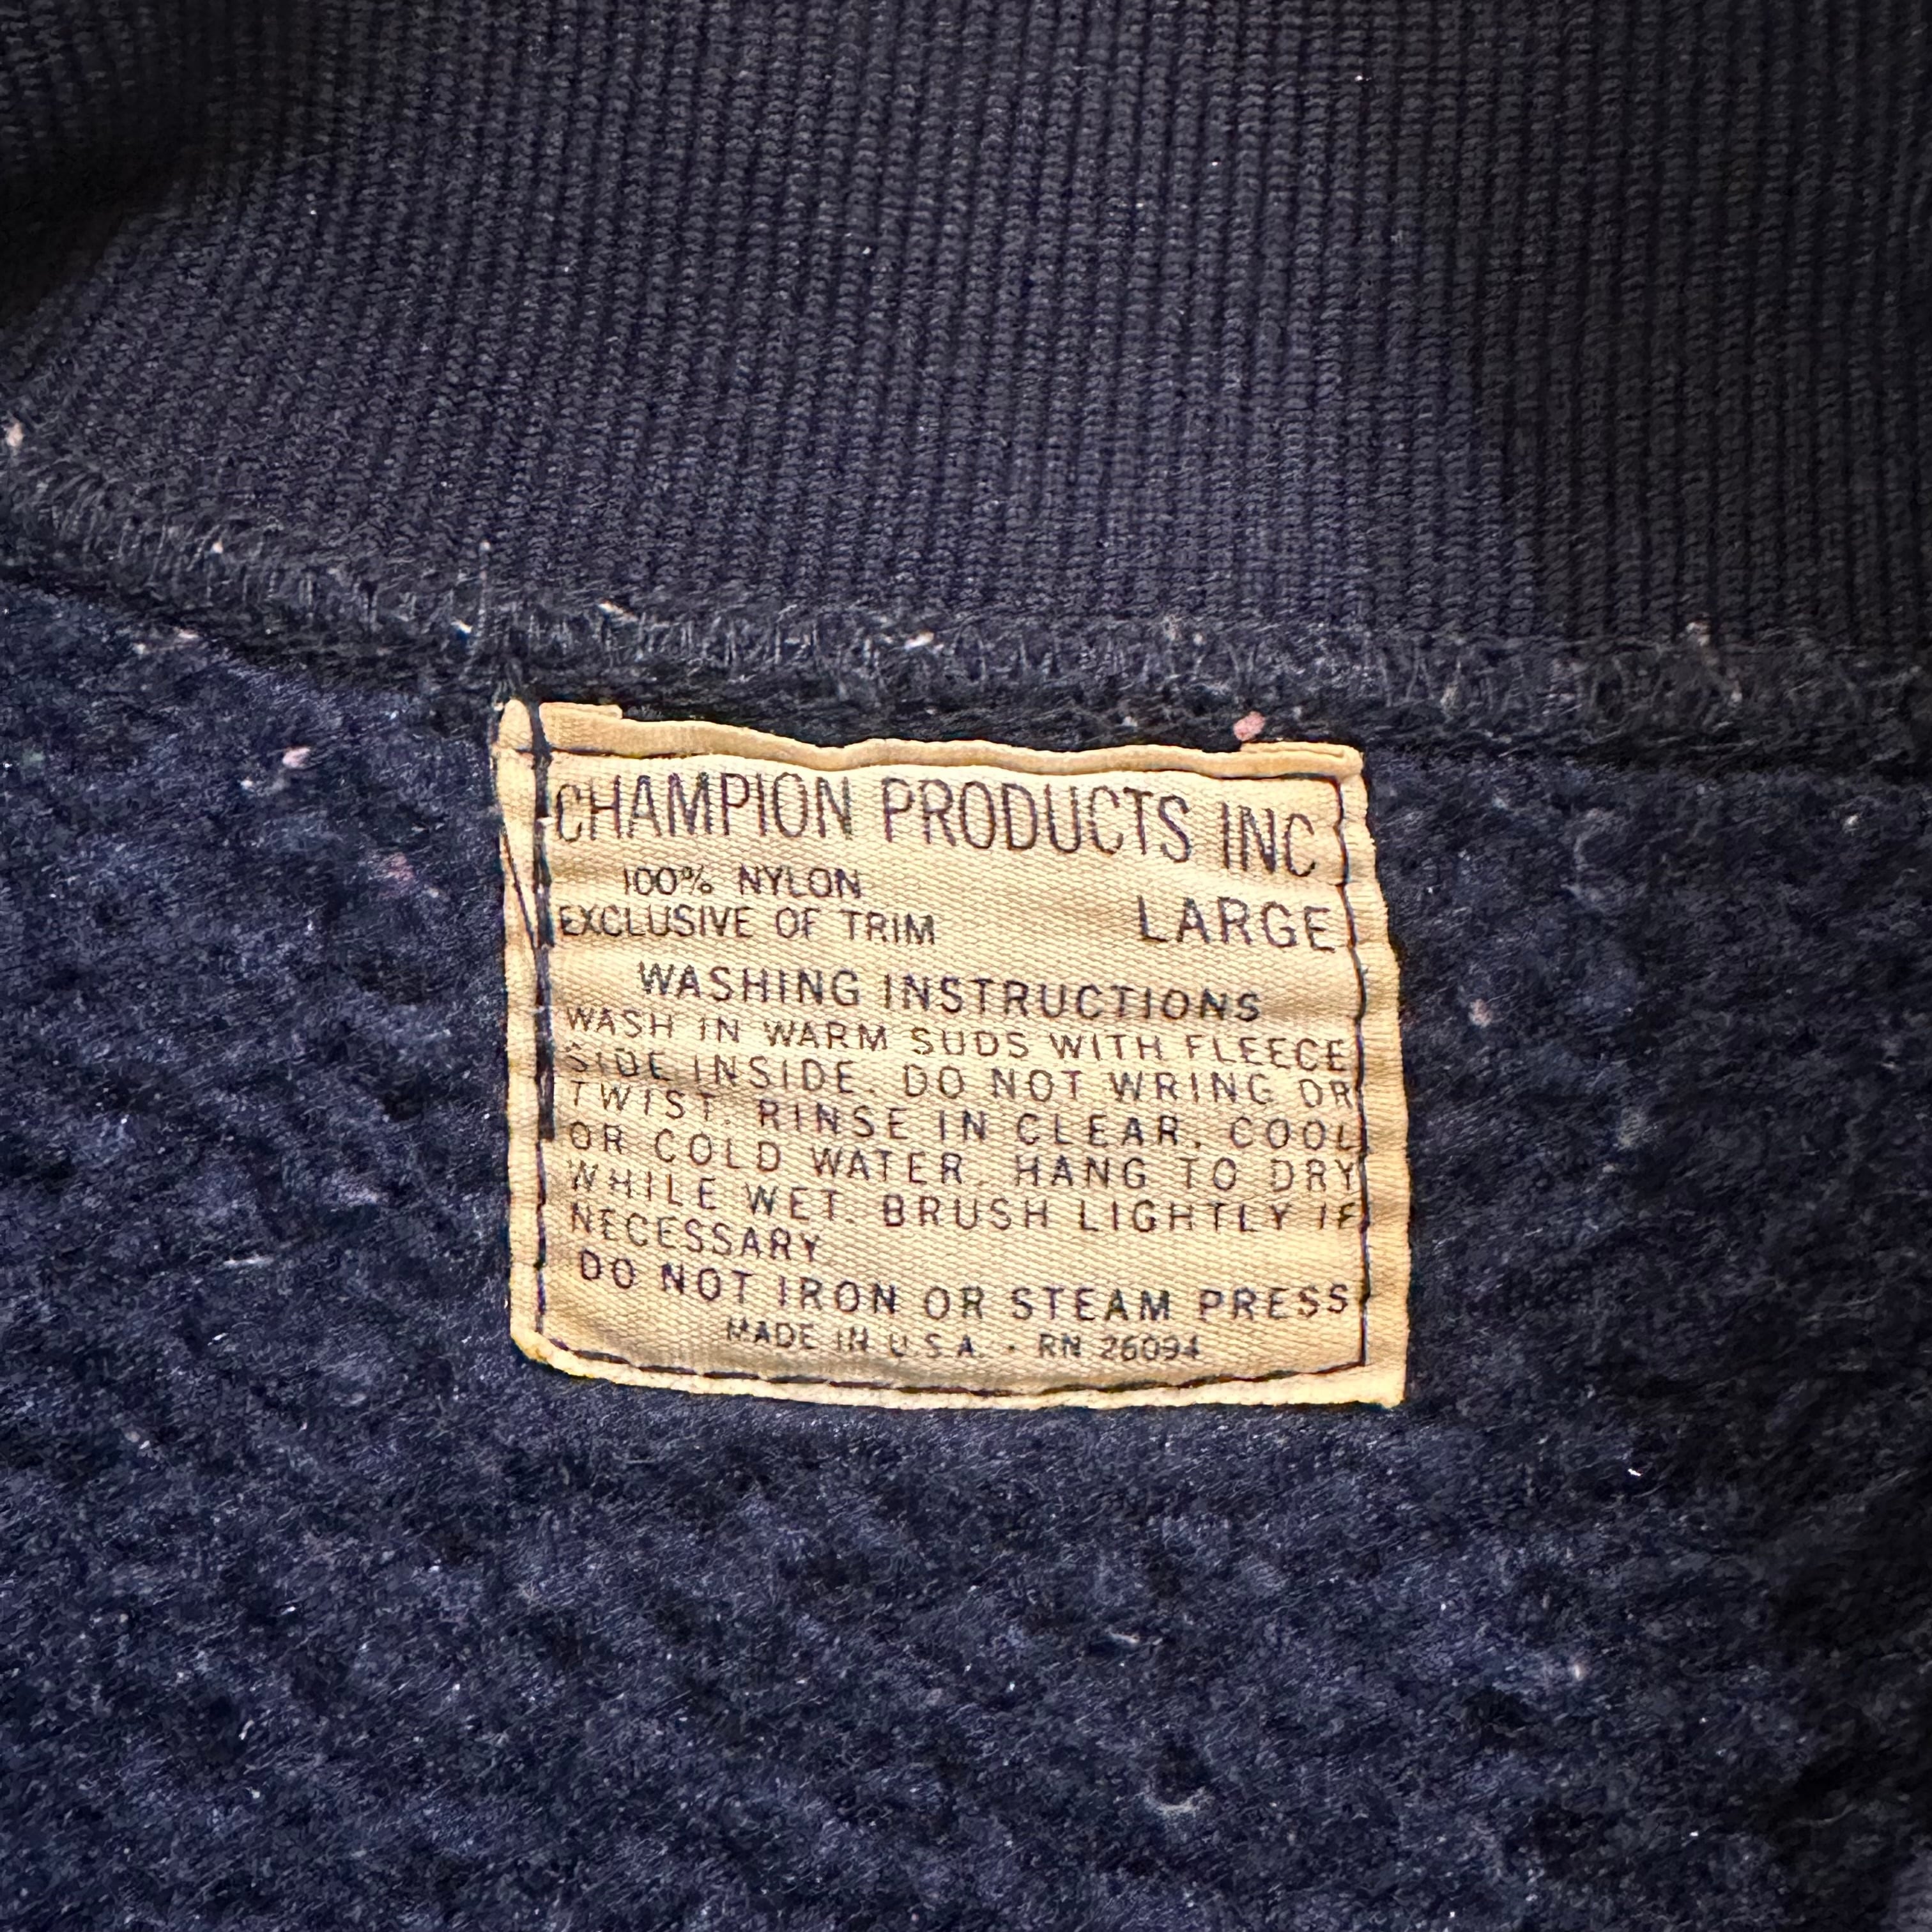 CHAMPION PRODUCTS INC
100% NYLON
EXCLUSIVE OF TRIM LARGE
WASHING INSTRUCTIONS
WASH IN WARM SUDS WITH FLEECE
SIDE INSIDE. DO NOT WRING OR
TWIST. RINSE IN CLEAR, COOL
OR COLD WATER. HANG TO DRY
WHILE WET. BRUSH LIGHTLY IF
NECESSARY
DO NOT IRON OR STEAM PRESS
MADE IN U.S.A. · RN 26094